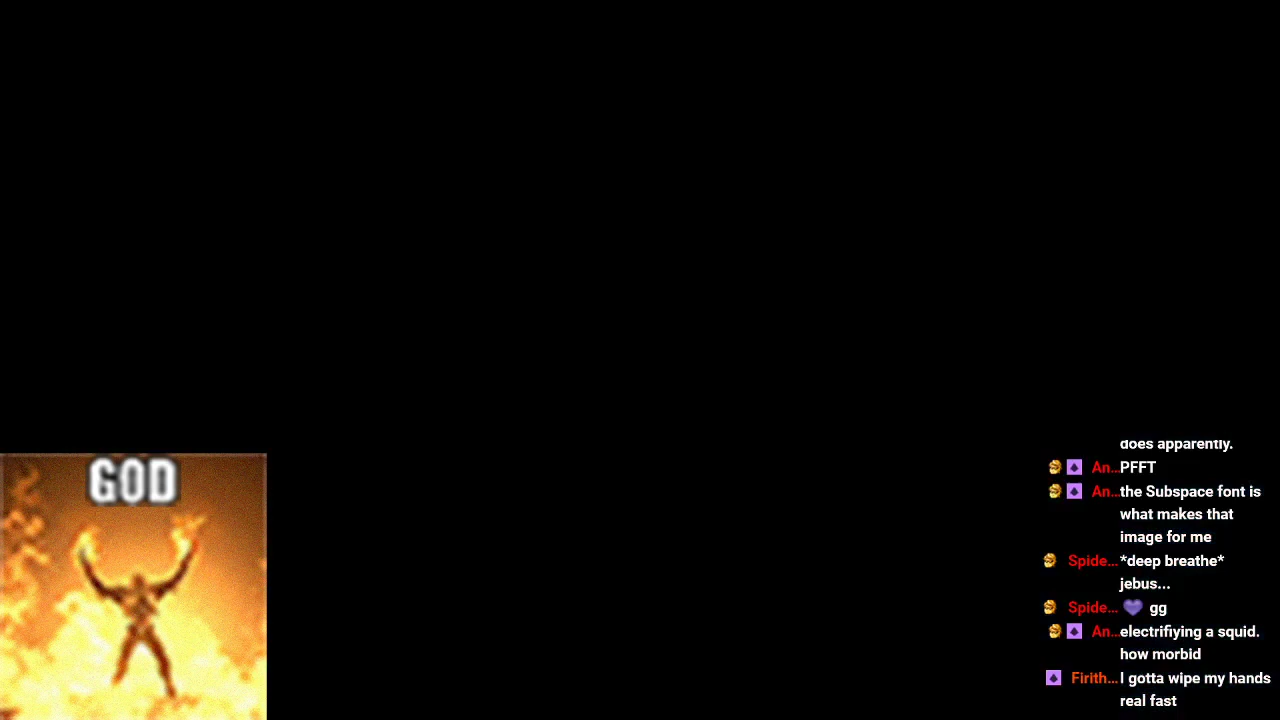 GOD
does apparently.
An...PFFT
An...the Subspace font is
what makes that
image for me
Spide...*deep breathe*
jebus...
Spide... gg
An...electrifiying a squid.
how morbid
Firith...I gotta wipe my hands
real fast